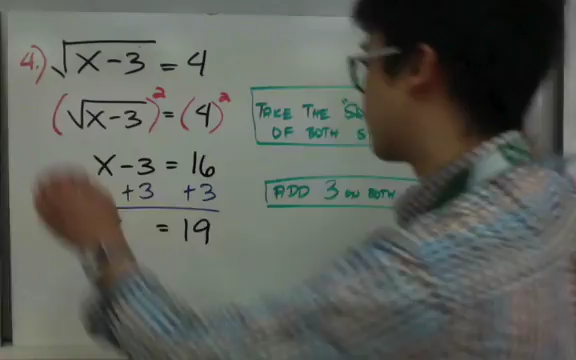 4.) √(x-3) = 4
(√(x-3))² = (4)²
TAKE THE
OF BOTH
x-3 = 16
+3 +3
ADD 3 ON BOTH
= 19